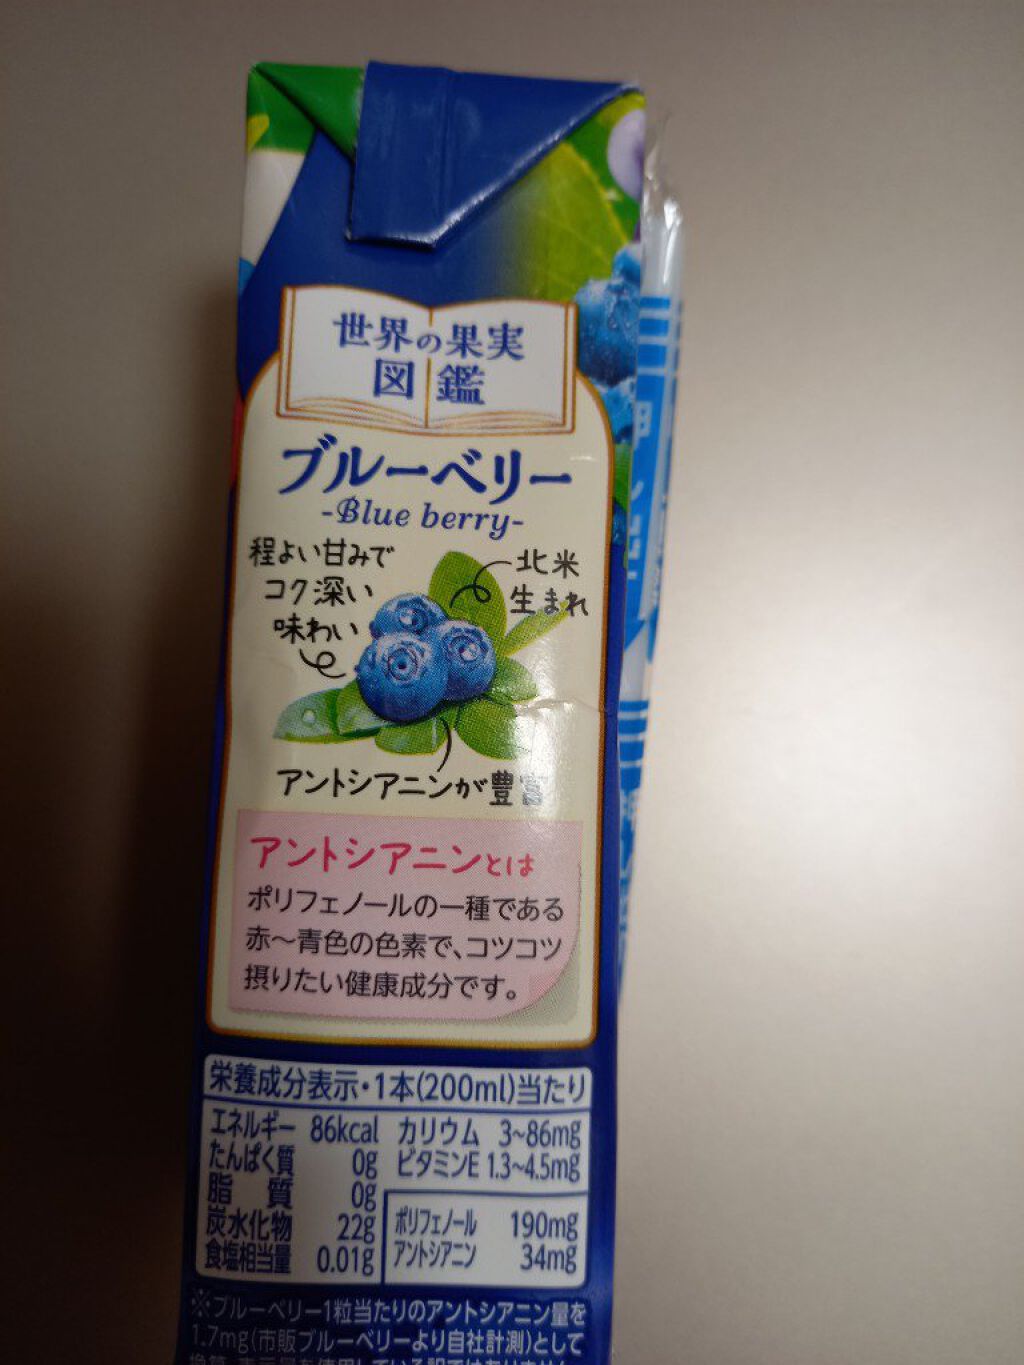 世界の果実
図鑑
ブルーベリー
-Blue berry-
程よい甘みで
コク深い
味わい
北米
生まれ
アントシアニンが豊富
アントシアニンとは
ポリフェノールの一種である
赤～青色の色素で、コツコツ
摂りたい健康成分です。
栄養成分表示・1本(200ml)当たり
エネルギー 86kcal
たんぱく質 0g
脂質 0g
炭水化物 22g
食塩相当量 0.01g
カリウム 3~86mg
ビタミンE 1.3~4.5mg
ポリフェノール 190mg
アントシアニン 34mg
※ブルーベリー1粒当たりのアントシアニン量を
1.7mg(市販ブルーベリーより自社計測)として